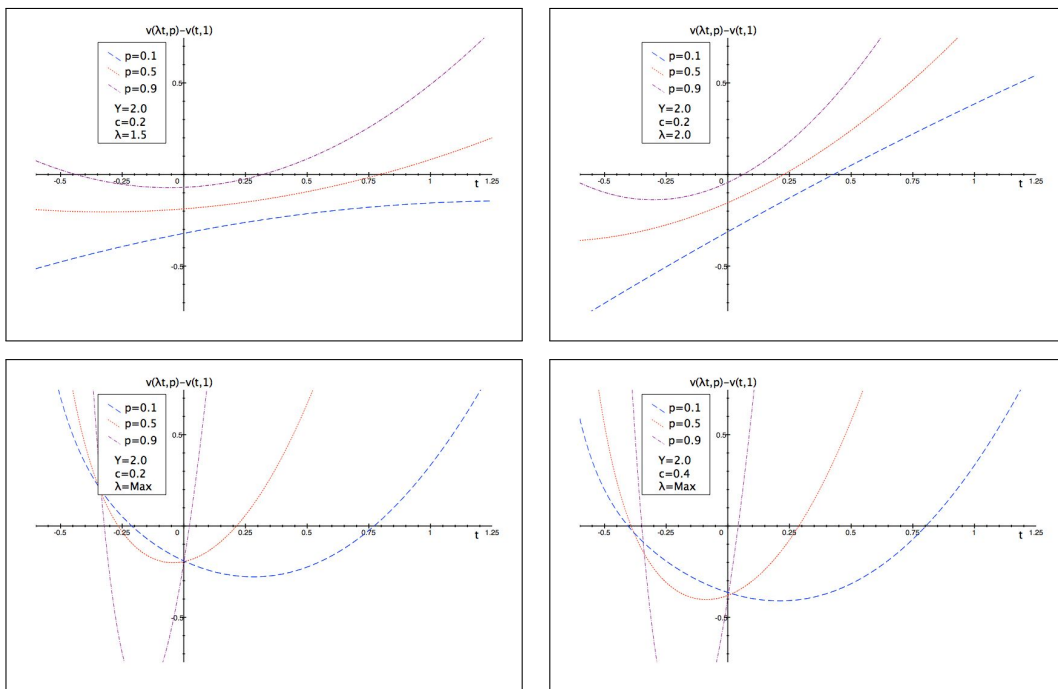 v(λt,p)−v(t,1)
p=0.1
p=0.5
p=0.9
Y=2.0
c=0.2
λ=1.5
0.5
-0.5
-0.25
0
0.25
0.5
0.75
1
1.25
t
-0.5
v(λt,p)−v(t,1)
p=0.1
p=0.5
p=0.9
Y=2.0
c=0.2
λ=2.0
0.5
-0.5
-0.25
0
0.25
0.5
0.75
1
1.25
t
-0.5
v(λt,p)−v(t,1)
p=0.1
p=0.5
p=0.9
Y=2.0
c=0.2
λ=Max
0.5
-0.5
-0.25
0
0.25
0.5
0.75
1
1.25
t
-0.5
v(λt,p)−v(t,1)
p=0.1
p=0.5
p=0.9
Y=2.0
c=0.4
λ=Max
0.5
-0.5
-0.25
0
0.25
0.5
0.75
1
1.25
t
-0.5